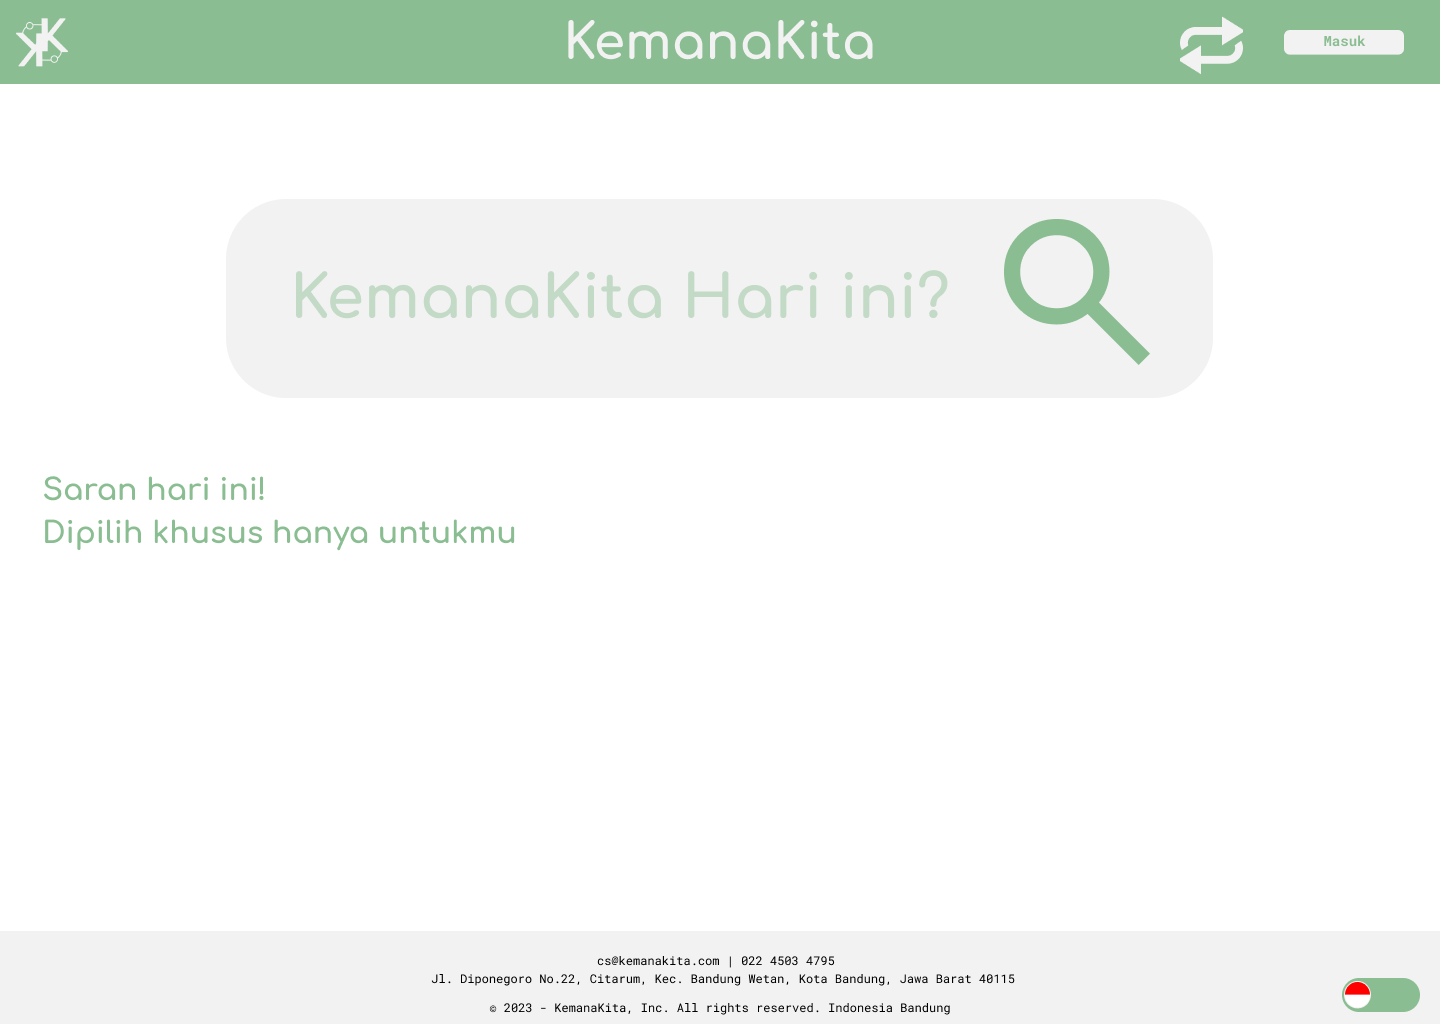 KemanaKita
Masuk
KemanaKita Hari ini?
Saran hari ini!
Dipilih khusus hanya untukmu
cs@kemanakita.com | 022 4503 4795
Jl. Diponegoro No.22, Citarum, Kec. Bandung Wetan, Kota Bandung, Jawa Barat 40115
© 2023 - KemanaKita, Inc. All rights reserved. Indonesia Bandung